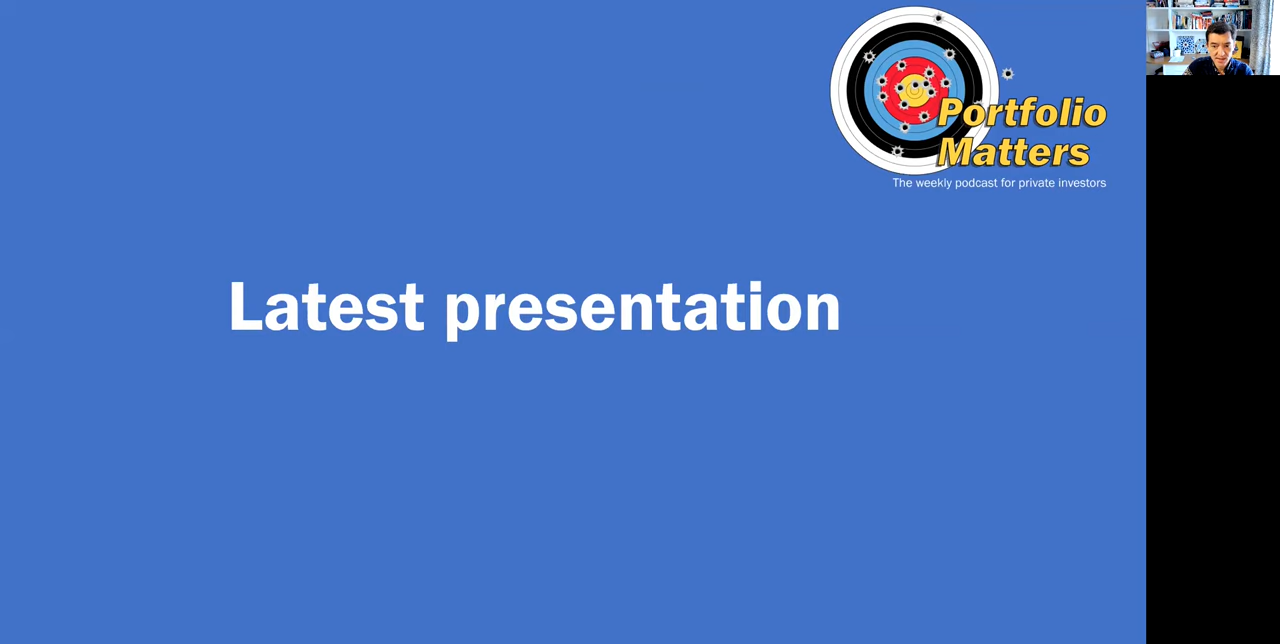 Portfolio
Matters
The weekly podcast for private investors
Latest presentation